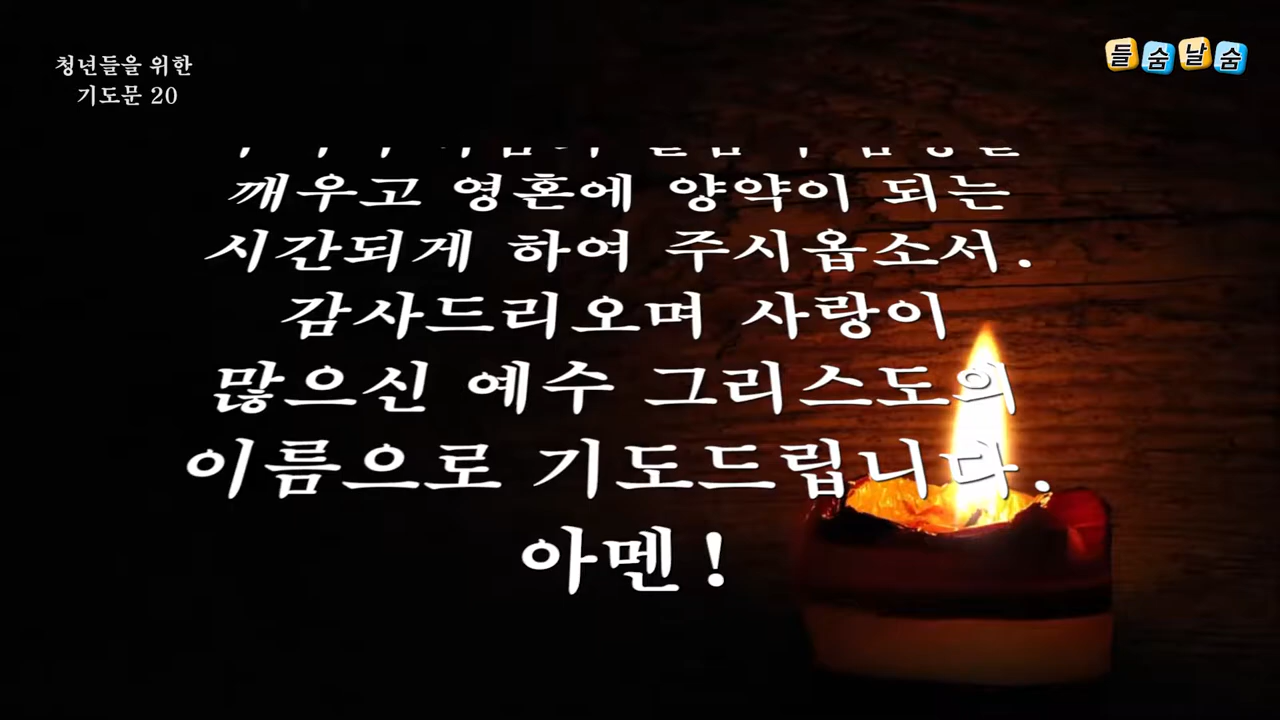 청년들을 위한
기도문 20
들숨날숨
깨우고 영혼에 양약이 되는
시간되게 하여 주시옵소서.
감사드리오며 사랑이
많으신 예수 그리스도의
이름으로 기도드립니다.
아멘!